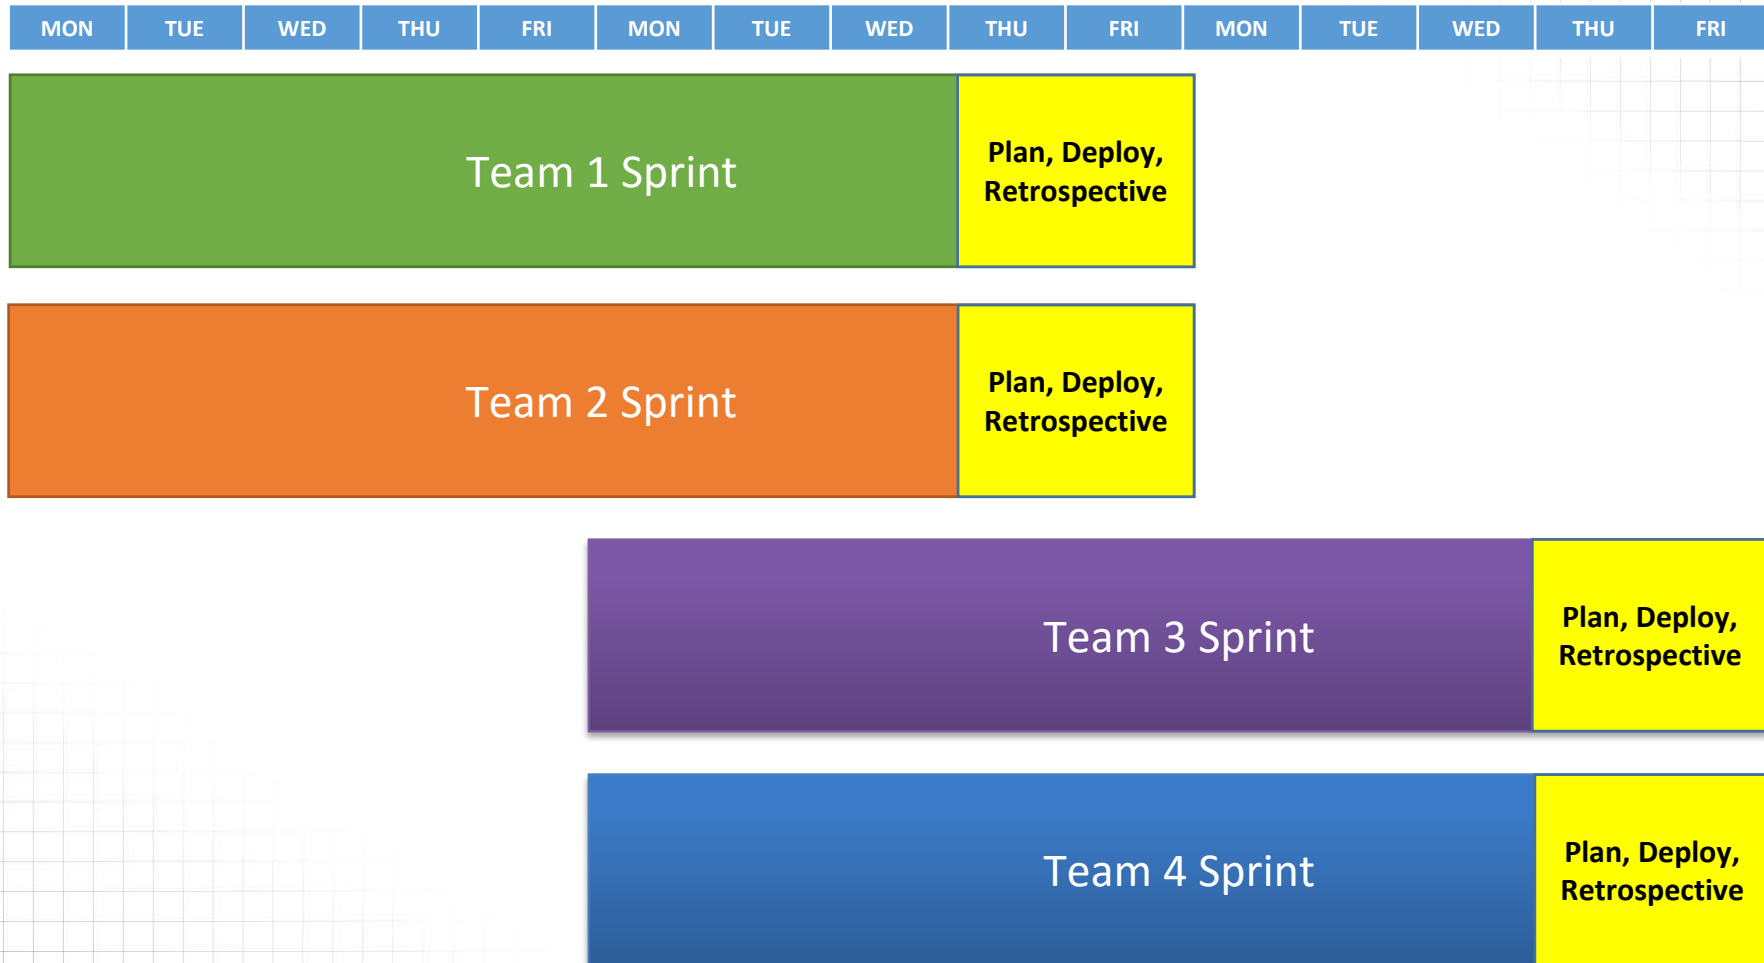 MON TUE WED THU FRI MON TUE WED THU FRI MON TUE WED THU FRI
Team 1 Sprint
Plan, Deploy,
Retrospective
Team 2 Sprint
Plan, Deploy,
Retrospective
Team 3 Sprint
Plan, Deploy,
Retrospective
Team 4 Sprint
Plan, Deploy,
Retrospective